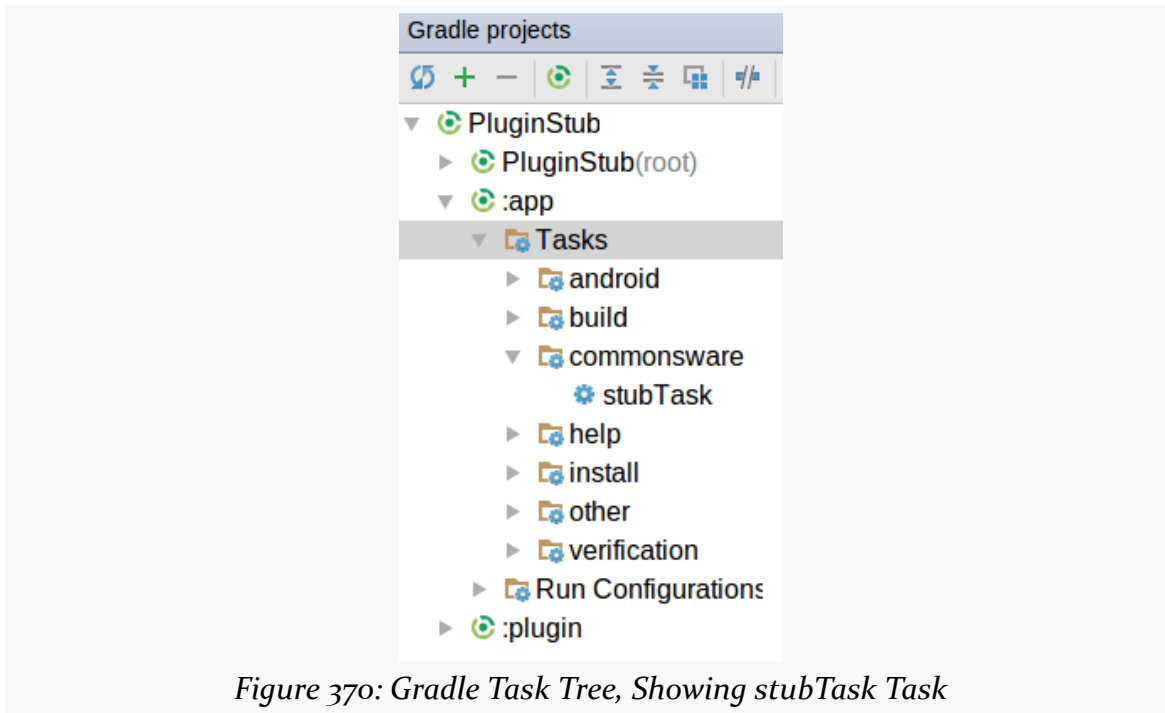 Gradle projects
PluginStub
PluginStub(root)
:app
Tasks
android
build
commonsware
stubTask
help
install
other
verification
Run Configurations
:plugin
Figure 370: Gradle Task Tree, Showing stubTask Task